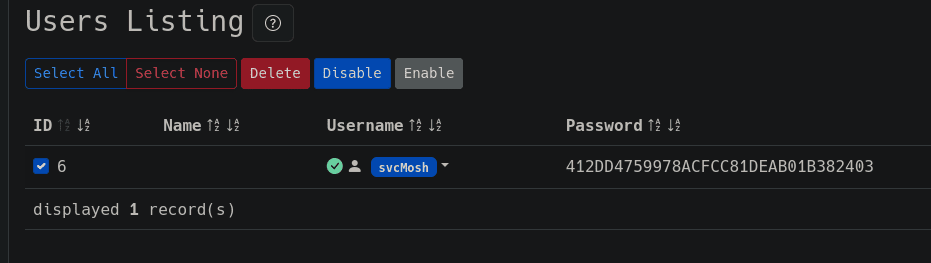 Users Listing
Select All Select None Delete Disable Enable
ID Name Username Password
6 svcMosh 412DD4759978ACFCC81DEAB01B382403
displayed 1 record(s)